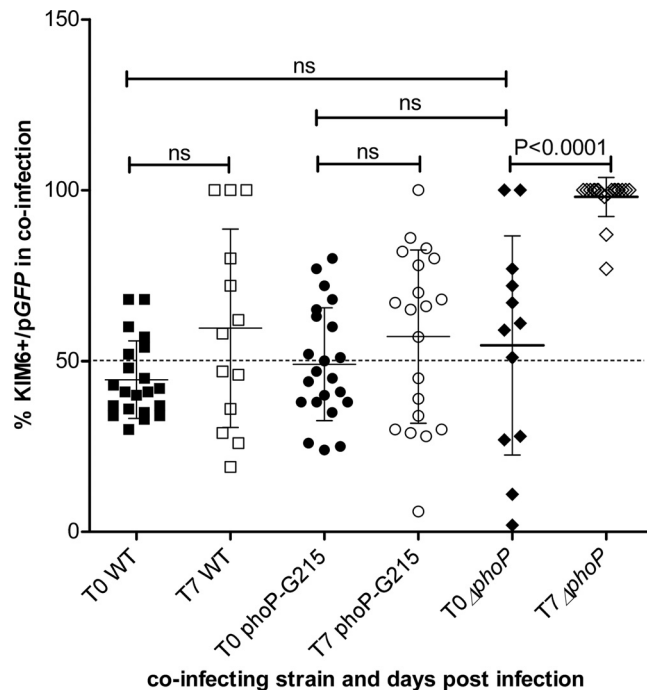 150
ns
ns
ns
ns
P<0.0001
100
50
0
% KIM6+/pGFP in co-infection
T0 WT
T7 WT
T0 phoP-G215
T7 phoP-G215
T0 ΔphoP
T7 ΔphoP
co-infecting strain and days post infection